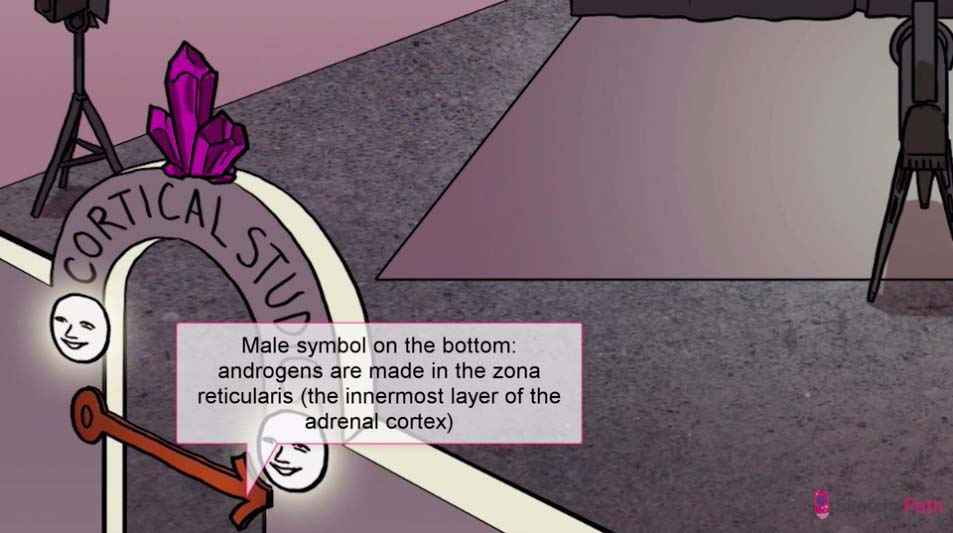 CORTICAL STUD
Male symbol on the bottom:
androgens are made in the zona
reticularis (the innermost layer of the
adrenal cortex)
Path